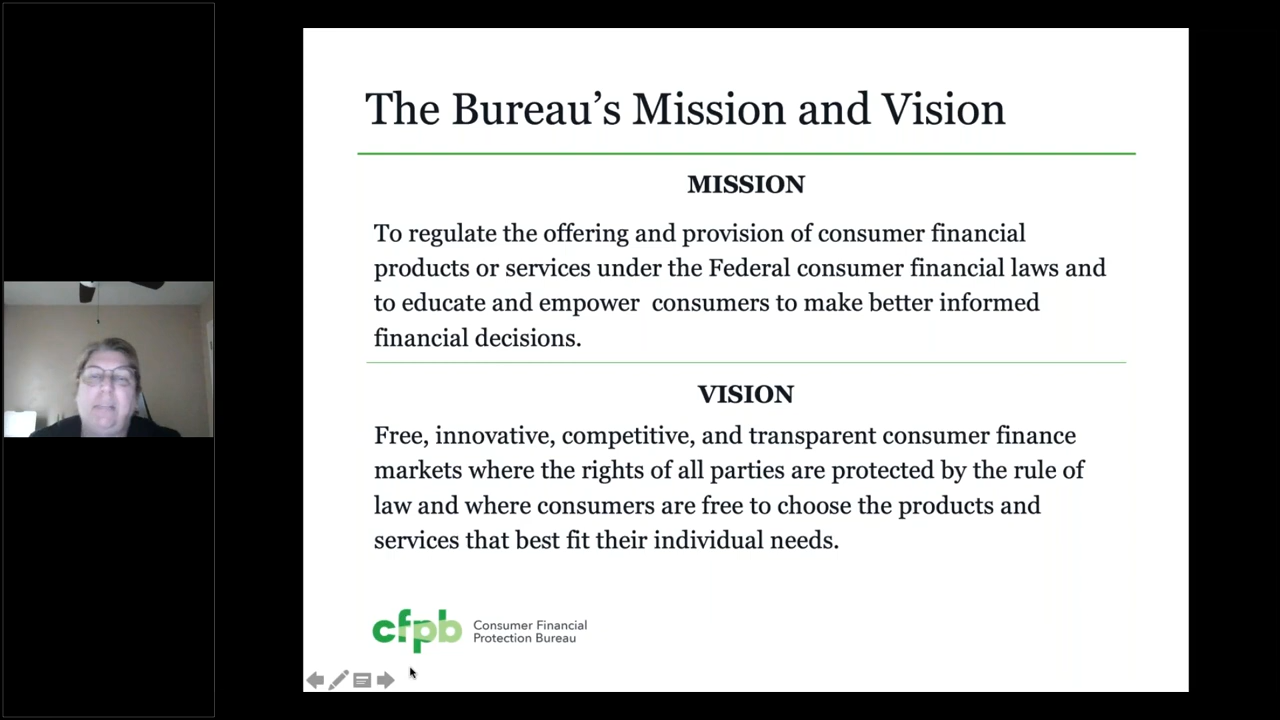 The Bureau’s Mission and Vision
MISSION
To regulate the offering and provision of consumer financial
products or services under the Federal consumer financial laws and
to educate and empower  consumers to make better informed
financial decisions.
VISION
Free, innovative, competitive, and transparent consumer finance
markets where the rights of all parties are protected by the rule of
law and where consumers are free to choose the products and
services that best fit their individual needs.
cfpb
Consumer Financial
Protection Bureau